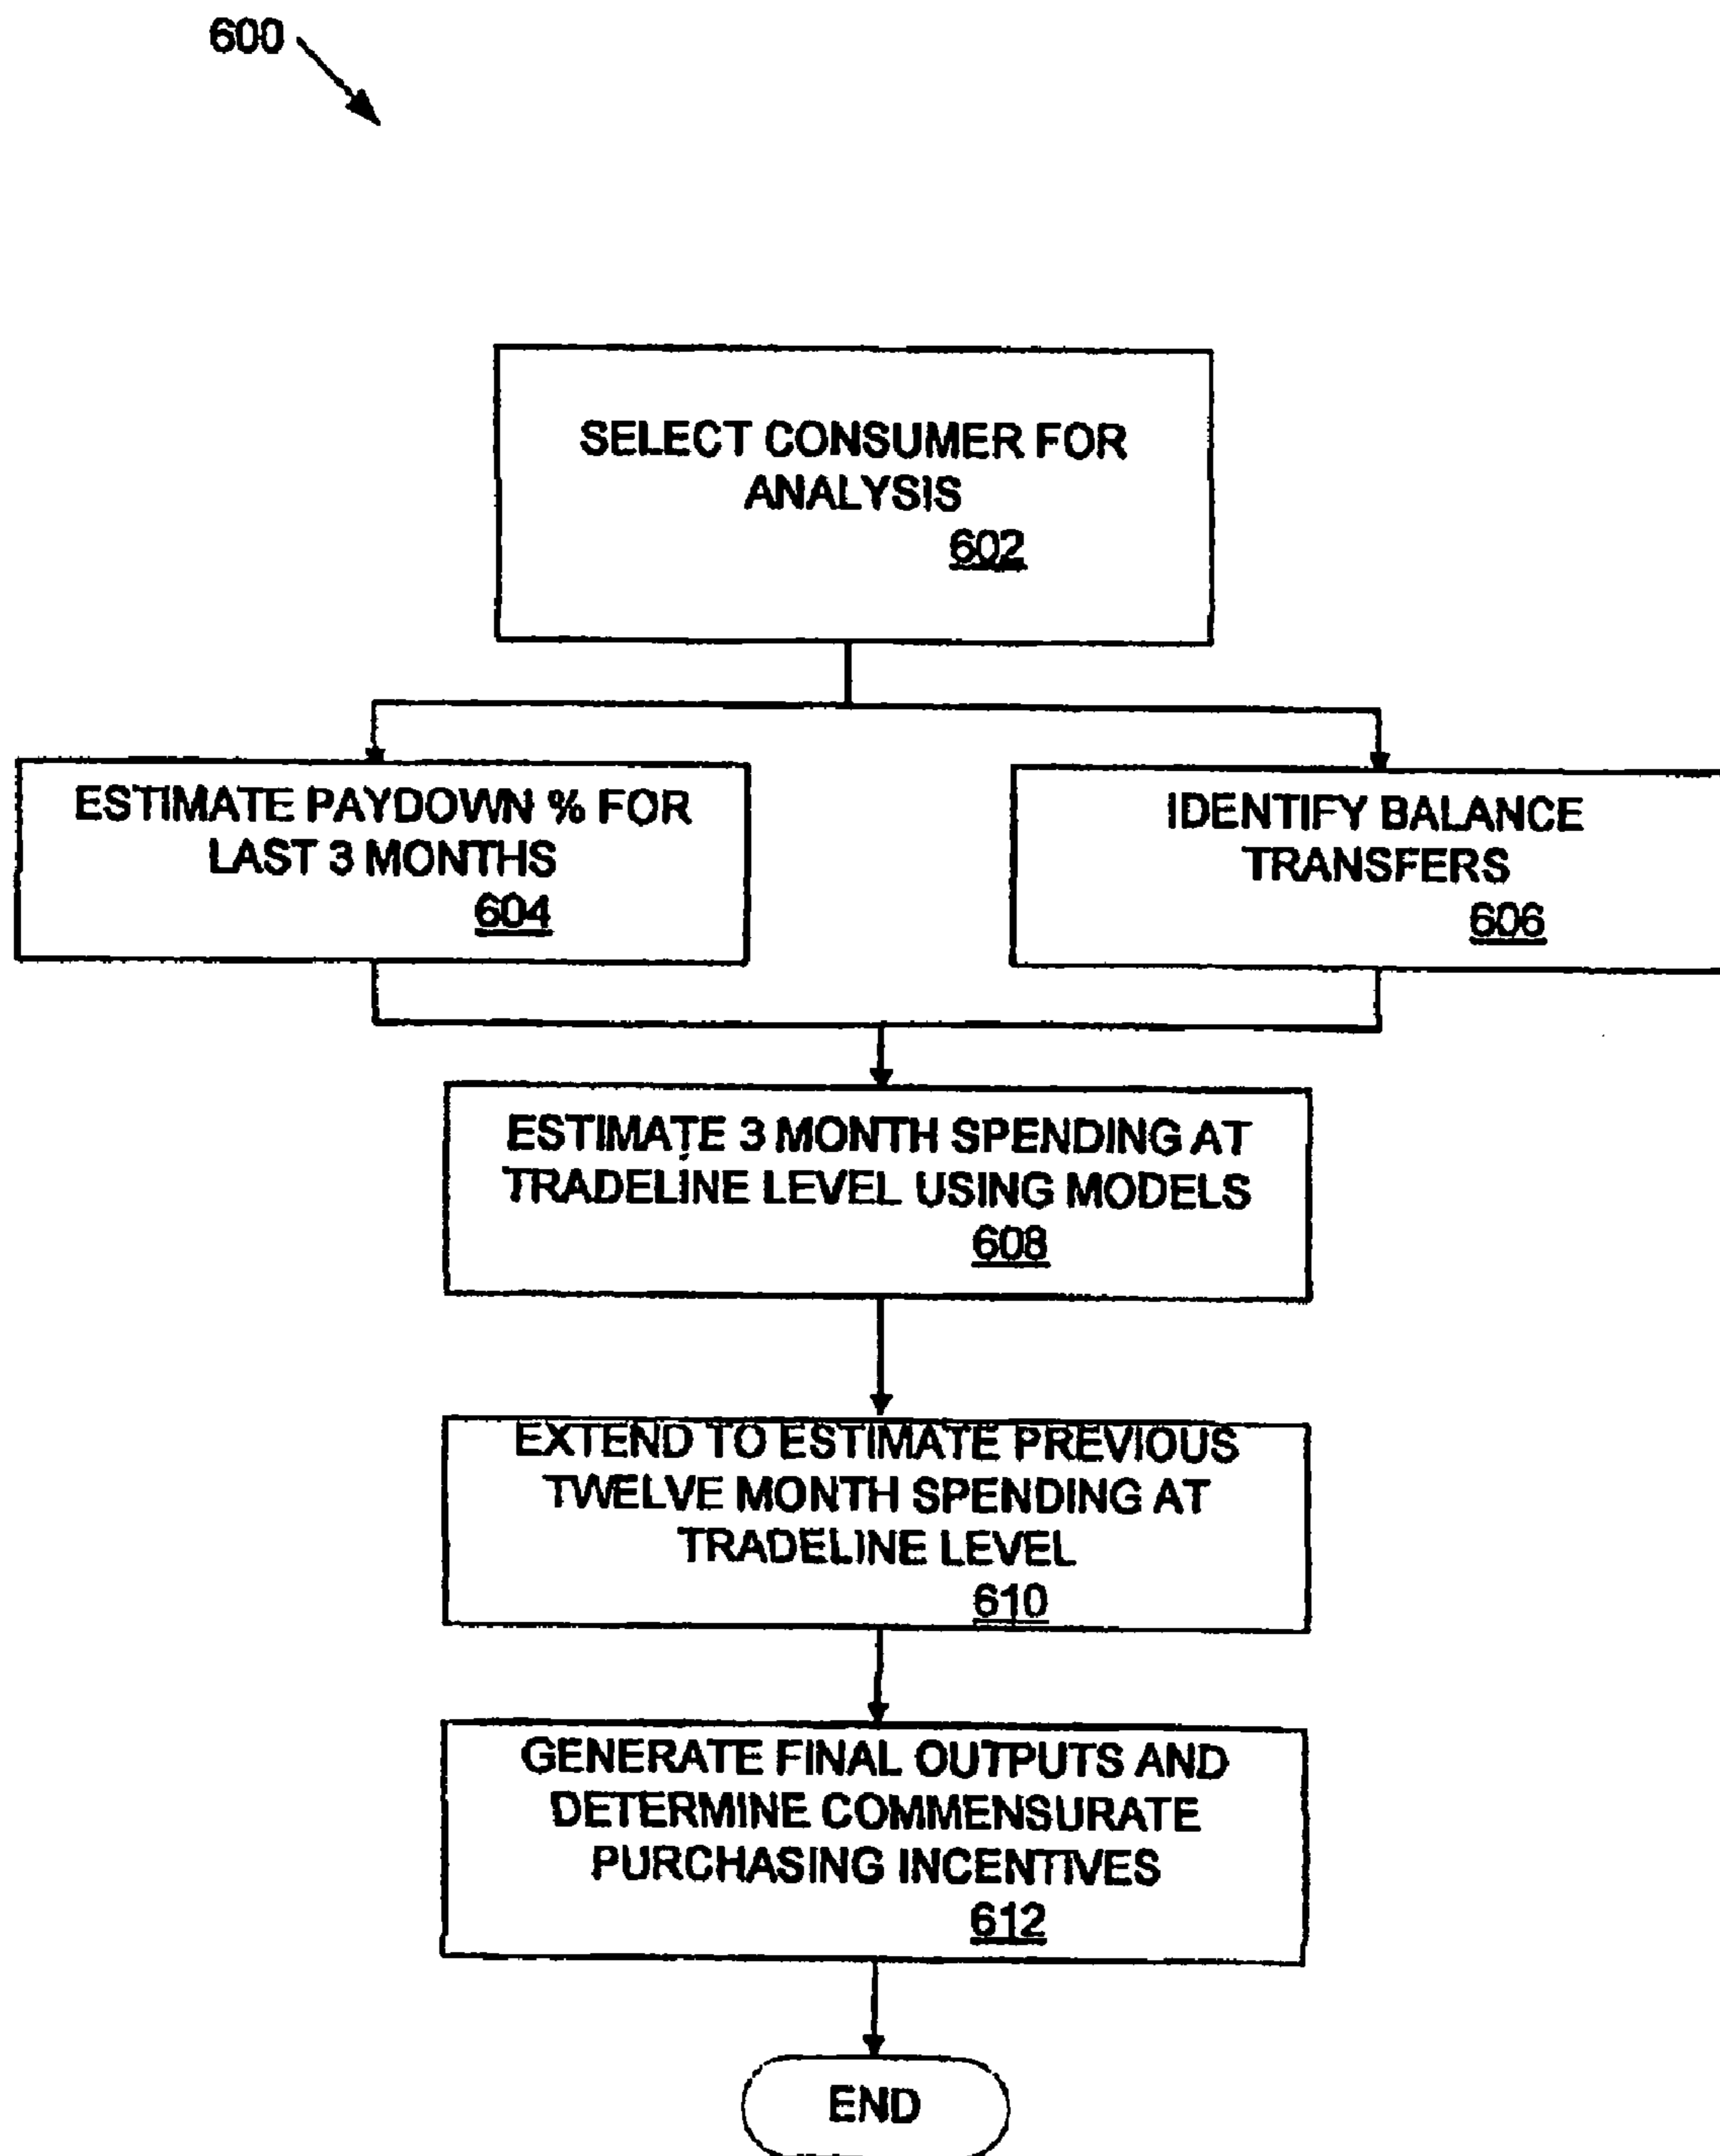 600
SELECT CONSUMER FOR
ANALYSIS
602
ESTIMATE PAYDOWN % FOR
LAST 3 MONTHS
604
IDENTIFY BALANCE
TRANSFERS
606
ESTIMATE 3 MONTH SPENDING AT
TRADELINE LEVEL USING MODELS
608
EXTEND TO ESTIMATE PREVIOUS
TWELVE MONTH SPENDING AT
TRADELINE LEVEL
610
GENERATE FINAL OUTPUTS AND
DETERMINE COMMENSURATE
PURCHASING INCENTIVES
612
END